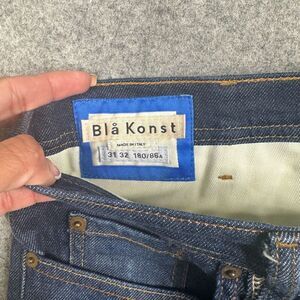 Blå Konst
MADE IN ITALY
31 32 180/86A